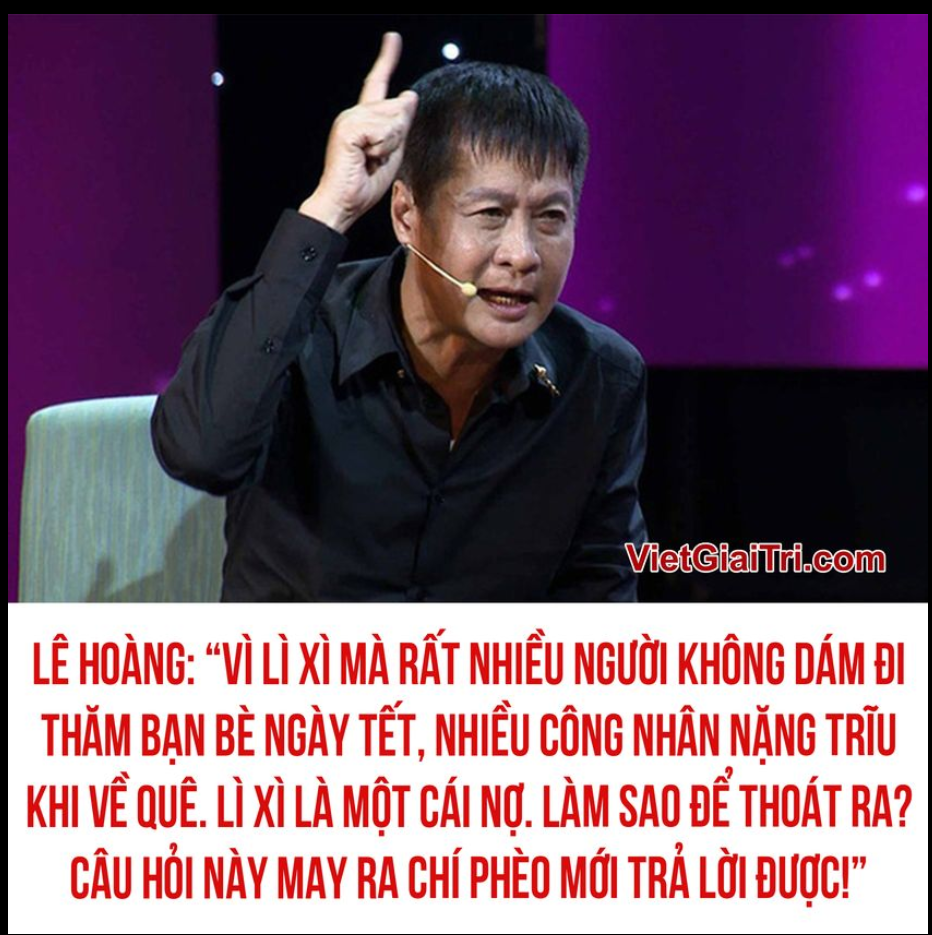 VietGiaiTri.com
LÊ HOÀNG: “VÌ LÌ XÌ MÀ RẤT NHIỀU NGƯỜI KHÔNG DÁM ĐI
THĂM BẠN BÈ NGÀY TẾT, NHIỀU CÔNG NHÂN NẶNG TRĨU
KHI VỀ QUÊ. LÌ XÌ LÀ MỘT CÁI NỢ. LÀM SAO ĐỂ THOÁT RA?
CÂU HỎI NÀY MAY RA CHÍ PHÈO MỚI TRẢ LỜI ĐƯỢC!”